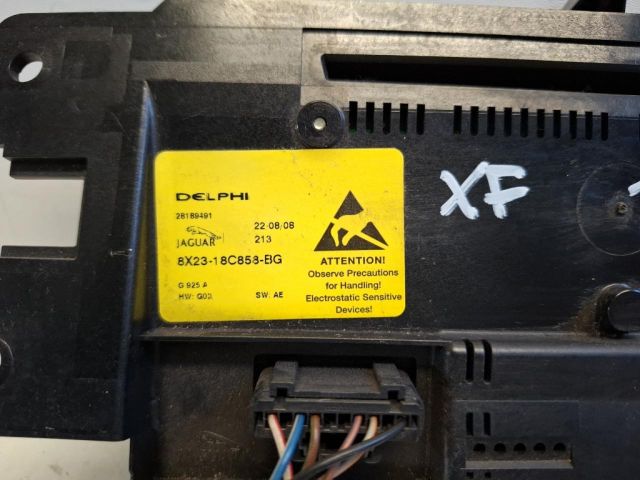 DELPHI
28189491
22/08/08
JAGUAR 213
8X23-18C858-BG
G 925 A
HW: G03 SW: AE
ATTENTION!
Observe Precautions
for Handling!
Electrostatic Sensitive
Devices!
XF